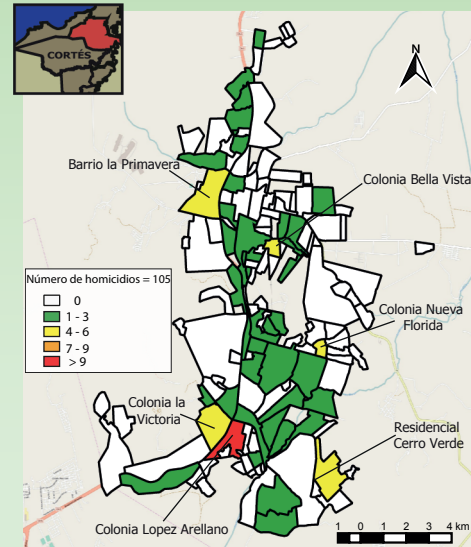 CORTÉS
N
Barrio la Primavera
Colonia Bella Vista
Número de homicidios = 105
0
1 - 3
4 - 6
7 - 9
> 9
Colonia Nueva
Florida
Colonia la
Victoria
Residencial
Cerro Verde
Colonia Lopez Arellano
1 0 1 2 3 4 km